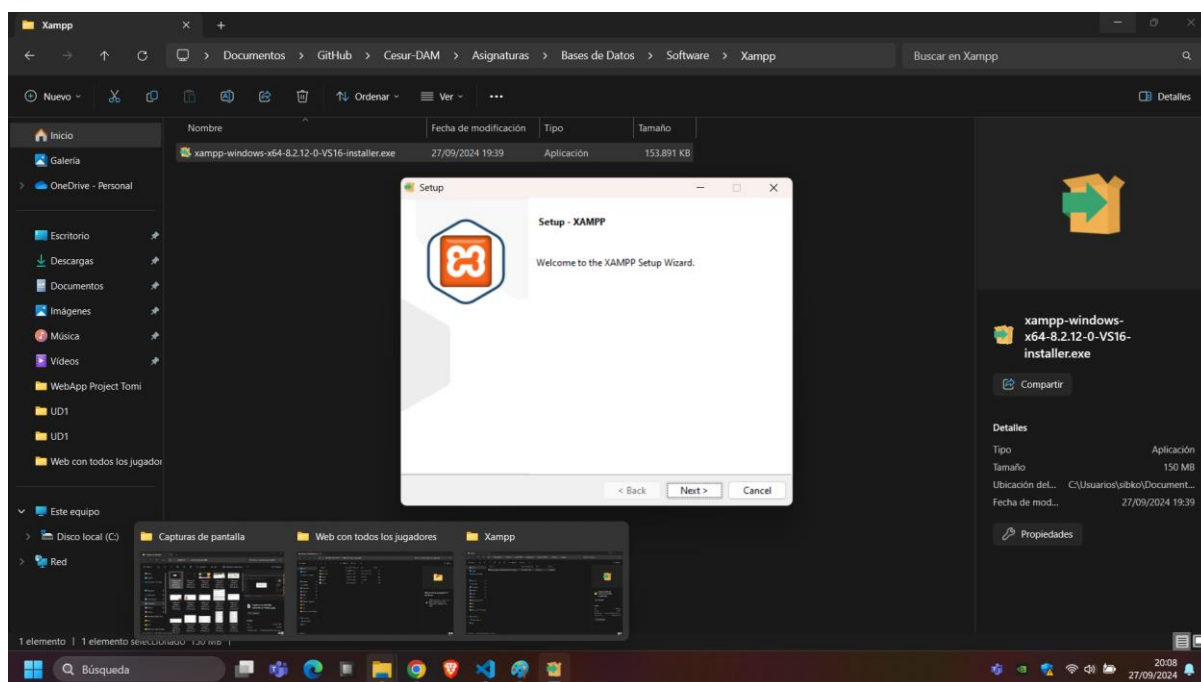 Xampp
Documentos > GitHub > Cesur-DAM > Asignaturas > Bases de Datos > Software > Xampp
Buscar en Xampp
Nuevo
Ordenar
Ver
Detalles
Inicio
Galería
OneDrive - Personal
Escritorio
Descargas
Documentos
Imágenes
Música
Vídeos
WebApp Project Tomi
UD1
UD1
Web con todos los jugador
Este equipo
Disco local (C:)
Red
Nombre Fecha de modificación Tipo Tamaño
xampp-windows-x64-8.2.12-0-VS16-installer.exe 27/09/2024 19:39 Aplicación 153.891 KB
Setup
Setup - XAMPP
Welcome to the XAMPP Setup Wizard.
< Back Next > Cancel
xampp-windows-
x64-8.2.12-0-VS16-
installer.exe
Compartir
Detalles
Tipo Aplicación
Tamaño 150 MB
Ubicación del... C:\Usuarios\sibko\Document...
Fecha de mod... 27/09/2024 19:39
Propiedades
Capturas de pantalla
Web con todos los jugadores
Xampp
1 elemento | 1 elemento seleccionado 150 MB |
Búsqueda
20:08
27/09/2024